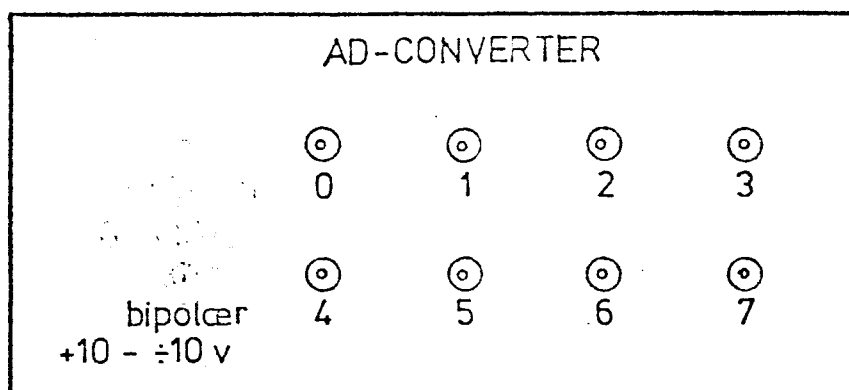 AD-CONVERTER
0 1 2 3
4 5 6 7
bipolær
+10 - ÷10 v